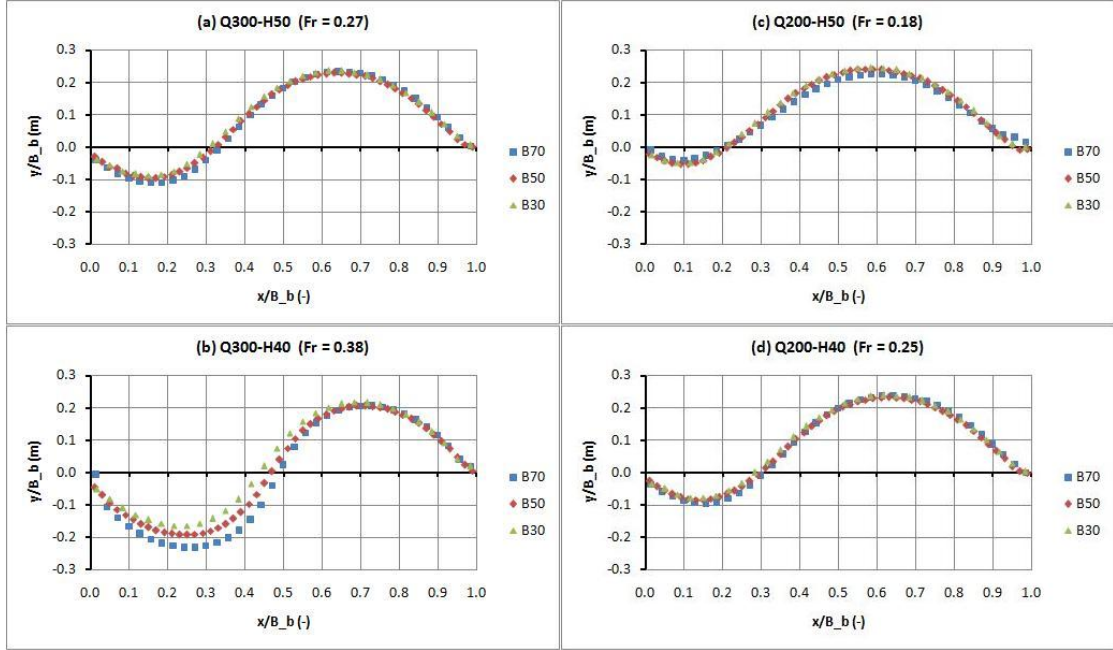 (a) Q300-H50 (Fr = 0.27)
0.3
0.2
0.1
0.0
-0.1
-0.2
-0.3
y/B_b (m)
0.0 0.1 0.2 0.3 0.4 0.5 0.6 0.7 0.8 0.9 1.0
x/B_b (-)
B70
B50
B30
(c) Q200-H50 (Fr = 0.18)
0.3
0.2
0.1
0.0
-0.1
-0.2
-0.3
y/B_b (m)
0.0 0.1 0.2 0.3 0.4 0.5 0.6 0.7 0.8 0.9 1.0
x/B_b (-)
B70
B50
B30
(b) Q300-H40 (Fr = 0.38)
0.3
0.2
0.1
0.0
-0.1
-0.2
-0.3
y/B_b (m)
0.0 0.1 0.2 0.3 0.4 0.5 0.6 0.7 0.8 0.9 1.0
x/B_b (-)
B70
B50
B30
(d) Q200-H40 (Fr = 0.25)
0.3
0.2
0.1
0.0
-0.1
-0.2
-0.3
y/B_b (m)
0.0 0.1 0.2 0.3 0.4 0.5 0.6 0.7 0.8 0.9 1.0
x/B_b (-)
B70
B50
B30